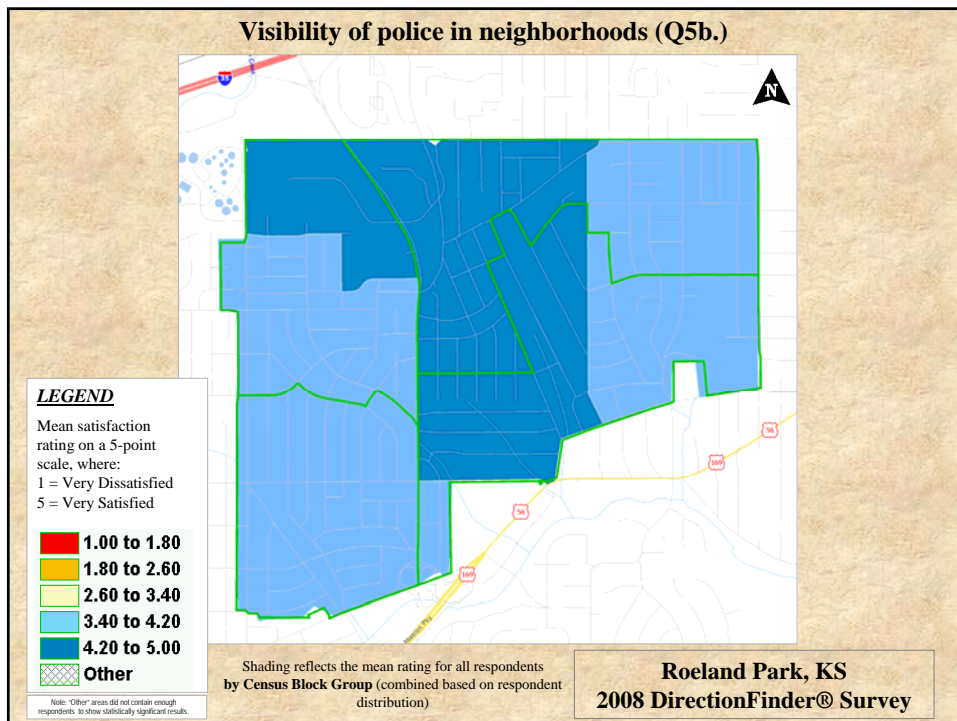 Visibility of police in neighborhoods (Q5b.)
35
N
LEGEND
Mean satisfaction
rating on a 5-point
scale, where:
1 = Very Dissatisfied
5 = Very Satisfied
1.00 to 1.80
1.80 to 2.60
2.60 to 3.40
3.40 to 4.20
4.20 to 5.00
Other
Note: "Other" areas did not contain enough
respondents to show statistically significant results.
56
169
56
169
Shading reflects the mean rating for all respondents
by Census Block Group (combined based on respondent
distribution)
Roeland Park, KS
2008 DirectionFinder® Survey